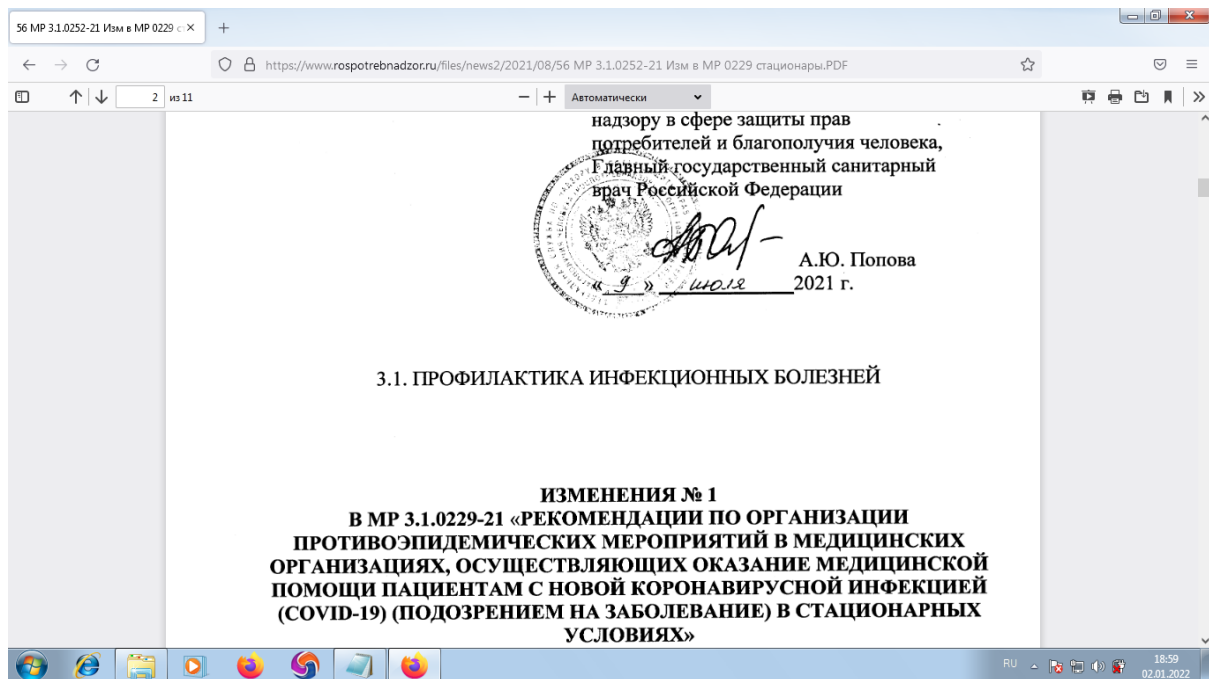 56 МР 3.1.0252-21 Изм в МР 0229 ст
https://www.rospotrebnadzor.ru/files/news2/2021/08/56 МР 3.1.0252-21 Изм в МР 0229 стационары.PDF
2 из 11
Автоматически
надзору в сфере защиты прав
потребителей и благополучия человека,
Главный государственный санитарный
врач Российской Федерации
А.Ю. Попова
« 9 » июля 2021 г.
3.1. ПРОФИЛАКТИКА ИНФЕКЦИОННЫХ БОЛЕЗНЕЙ
ИЗМЕНЕНИЯ № 1
В МР 3.1.0229-21 «РЕКОМЕНДАЦИИ ПО ОРГАНИЗАЦИИ
ПРОТИВОЭПИДЕМИЧЕСКИХ МЕРОПРИЯТИЙ В МЕДИЦИНСКИХ
ОРГАНИЗАЦИЯХ, ОСУЩЕСТВЛЯЮЩИХ ОКАЗАНИЕ МЕДИЦИНСКОЙ
ПОМОЩИ ПАЦИЕНТАМ С НОВОЙ КОРОНАВИРУСНОЙ ИНФЕКЦИЕЙ
(COVID-19) (ПОДОЗРЕНИЕМ НА ЗАБОЛЕВАНИЕ) В СТАЦИОНАРНЫХ
УСЛОВИЯХ»
RU
18:59
02.01.2022